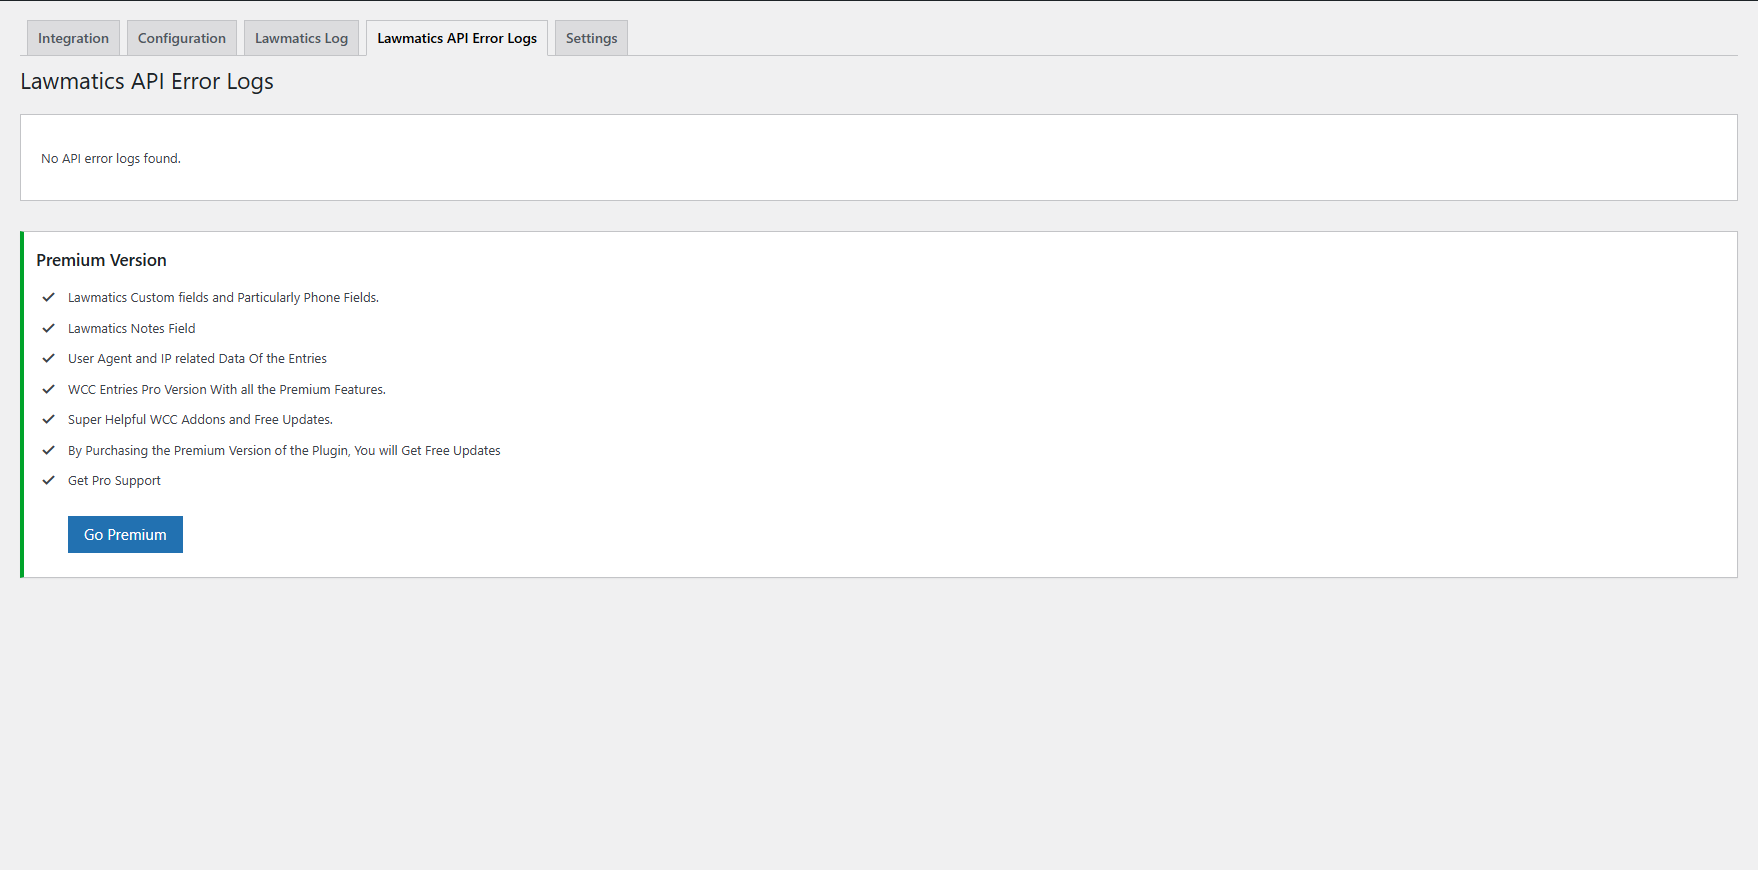 Integration
Configuration
Lawmatics Log
Lawmatics API Error Logs
Settings
Lawmatics API Error Logs
No API error logs found.
Premium Version
Lawmatics Custom fields and Particularly Phone Fields.
Lawmatics Notes Field
User Agent and IP related Data Of the Entries
WCC Entries Pro Version With all the Premium Features.
Super Helpful WCC Addons and Free Updates.
By Purchasing the Premium Version of the Plugin, You will Get Free Updates
Get Pro Support
Go Premium